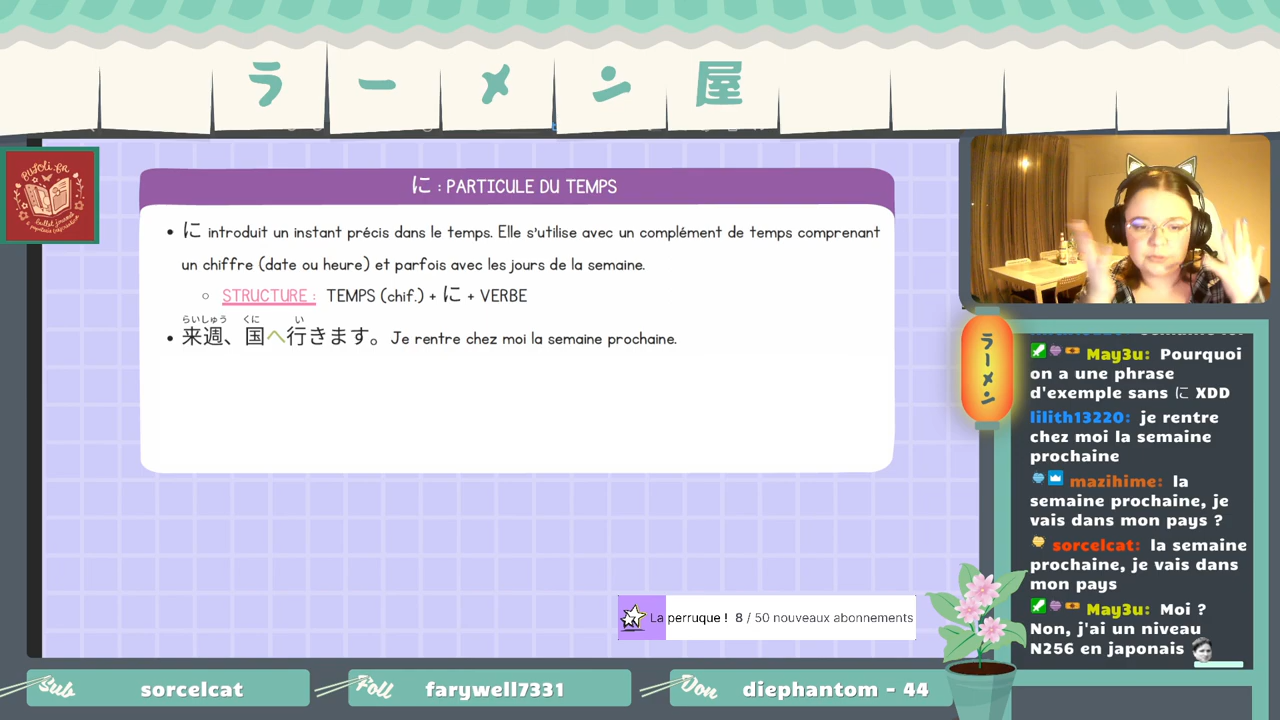 ラーメン屋
に : PARTICULE DU TEMPS
• に introduit un instant précis dans le temps. Elle s'utilise avec un complément de temps comprenant
un chiffre (date ou heure) et parfois avec les jours de la semaine.
○ STRUCTURE : TEMPS (chif.) + に + VERBE
らいしゅう くに い
• 来週、国へ行きます。 Je rentre chez moi la semaine prochaine.
ラーメン
May3u: Pourquoi
on a une phrase
d'exemple sans に XDD
lilith13220: je rentre
chez moi la semaine
prochaine
mazihime: la
semaine prochaine, je
vais dans mon pays ?
sorcelcat: la semaine
prochaine, je vais dans
mon pays
May3u: Moi ?
Non, j'ai un niveau
N256 en japonais
La perruque ! 8 / 50 nouveaux abonnements
Sub sorcelcat
Foll farywell7331
Don diephantom - 44